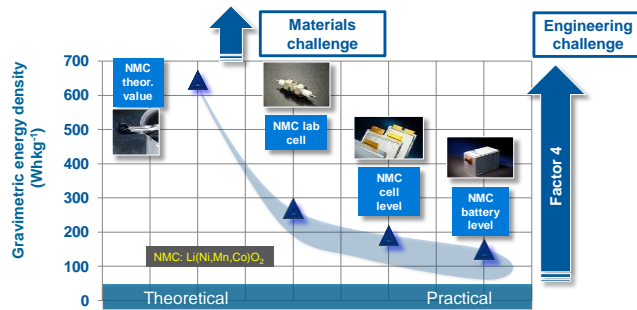 Materials
challenge
Engineering
challenge
Gravimetric energy density
(Whkg⁻¹)
700
600
500
400
300
200
100
0
NMC
theor.
value
NMC lab
cell
NMC
cell
level
NMC
battery
level
Factor 4
NMC: Li(Ni,Mn,Co)O₂
Theoretical
Practical